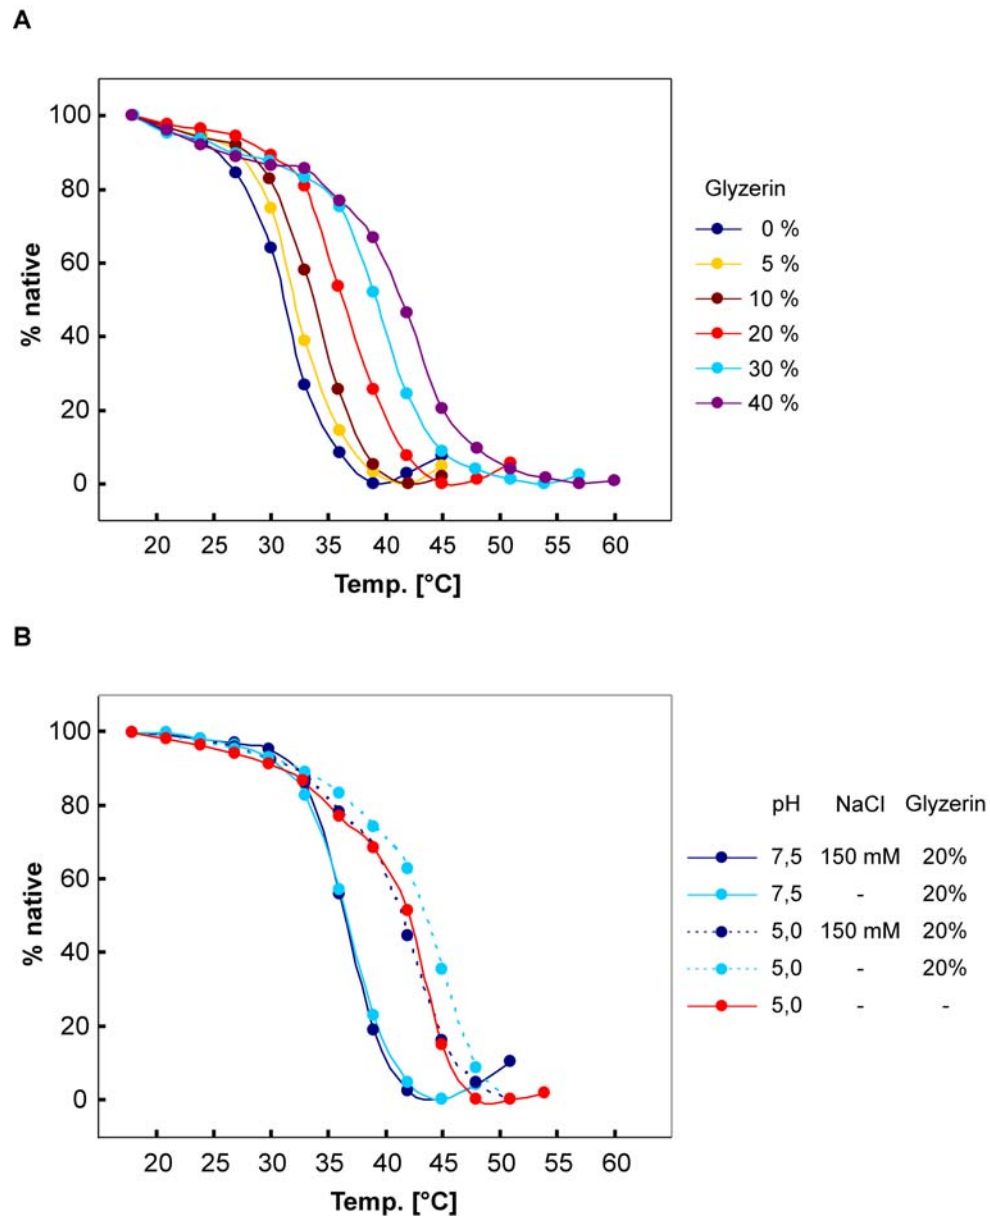 A
100
80
60
40
20
0
% native
20 25 30 35 40 45 50 55 60
Temp. [°C]
Glyzerin
0 %
5 %
10 %
20 %
30 %
40 %
B
100
80
60
40
20
0
% native
20 25 30 35 40 45 50 55 60
Temp. [°C]
pH NaCl Glyzerin
7,5 150 mM 20%
7,5 - 20%
5,0 150 mM 20%
5,0 - 20%
5,0 - -